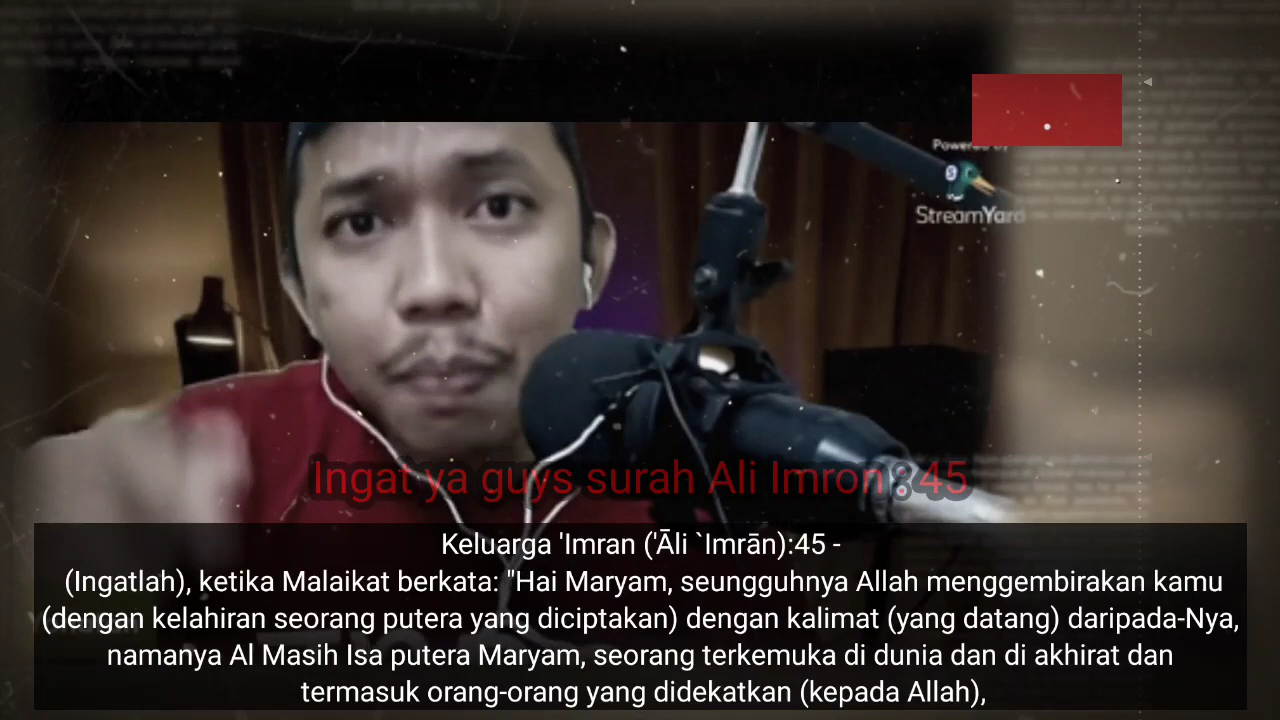 Powered by
StreamYard
Ingat ya guys surah Ali Imron : 45
Keluarga 'Imran ('Āli `Imrān):45 -
(Ingatlah), ketika Malaikat berkata: "Hai Maryam, seungguhnya Allah menggembirakan kamu
(dengan kelahiran seorang putera yang diciptakan) dengan kalimat (yang datang) daripada-Nya,
namanya Al Masih Isa putera Maryam, seorang terkemuka di dunia dan di akhirat dan
termasuk orang-orang yang didekatkan (kepada Allah),